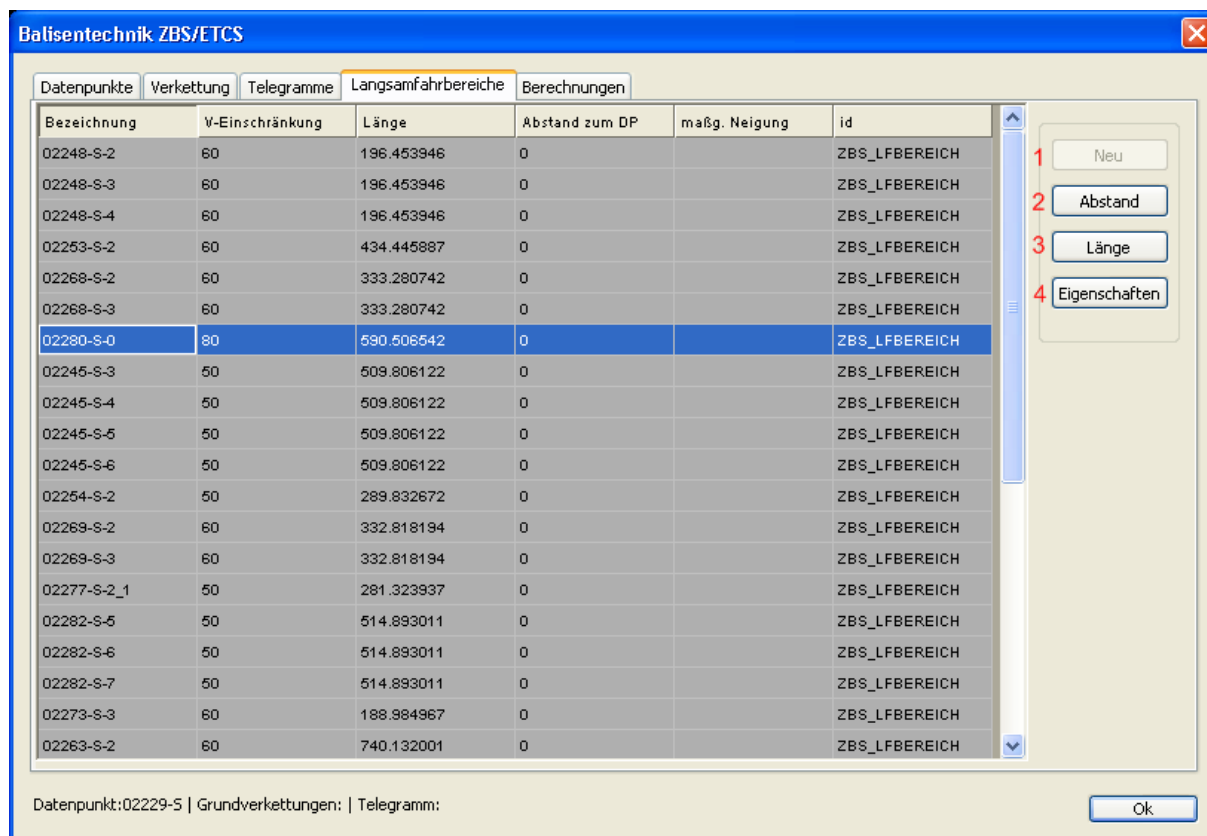 Balisentechnik ZBS/ETCS
Datenpunkte Verkettung Telegramme Langsamfahrbereiche Berechnungen
Bezeichnung V-Einschränkung Länge Abstand zum DP maßg. Neigung id
02248-S-2 60 196.453946 0 ZBS_LFBEREICH
02248-S-3 60 196.453946 0 ZBS_LFBEREICH
02248-S-4 60 196.453946 0 ZBS_LFBEREICH
02253-S-2 60 434.445887 0 ZBS_LFBEREICH
02268-S-2 60 333.280742 0 ZBS_LFBEREICH
02268-S-3 60 333.280742 0 ZBS_LFBEREICH
02280-S-0 80 590.506542 0 ZBS_LFBEREICH
02245-S-3 50 509.806122 0 ZBS_LFBEREICH
02245-S-4 50 509.806122 0 ZBS_LFBEREICH
02245-S-5 50 509.806122 0 ZBS_LFBEREICH
02245-S-6 50 509.806122 0 ZBS_LFBEREICH
02254-S-2 50 289.832672 0 ZBS_LFBEREICH
02269-S-2 60 332.818194 0 ZBS_LFBEREICH
02269-S-3 60 332.818194 0 ZBS_LFBEREICH
02277-S-2_1 50 281.323937 0 ZBS_LFBEREICH
02282-S-5 50 514.893011 0 ZBS_LFBEREICH
02282-S-6 50 514.893011 0 ZBS_LFBEREICH
02282-S-7 50 514.893011 0 ZBS_LFBEREICH
02273-S-3 60 188.984967 0 ZBS_LFBEREICH
02263-S-2 60 740.132001 0 ZBS_LFBEREICH
1 Neu
2 Abstand
3 Länge
4 Eigenschaften
Datenpunkt:02229-S | Grundverkettungen: | Telegramm:
Ok